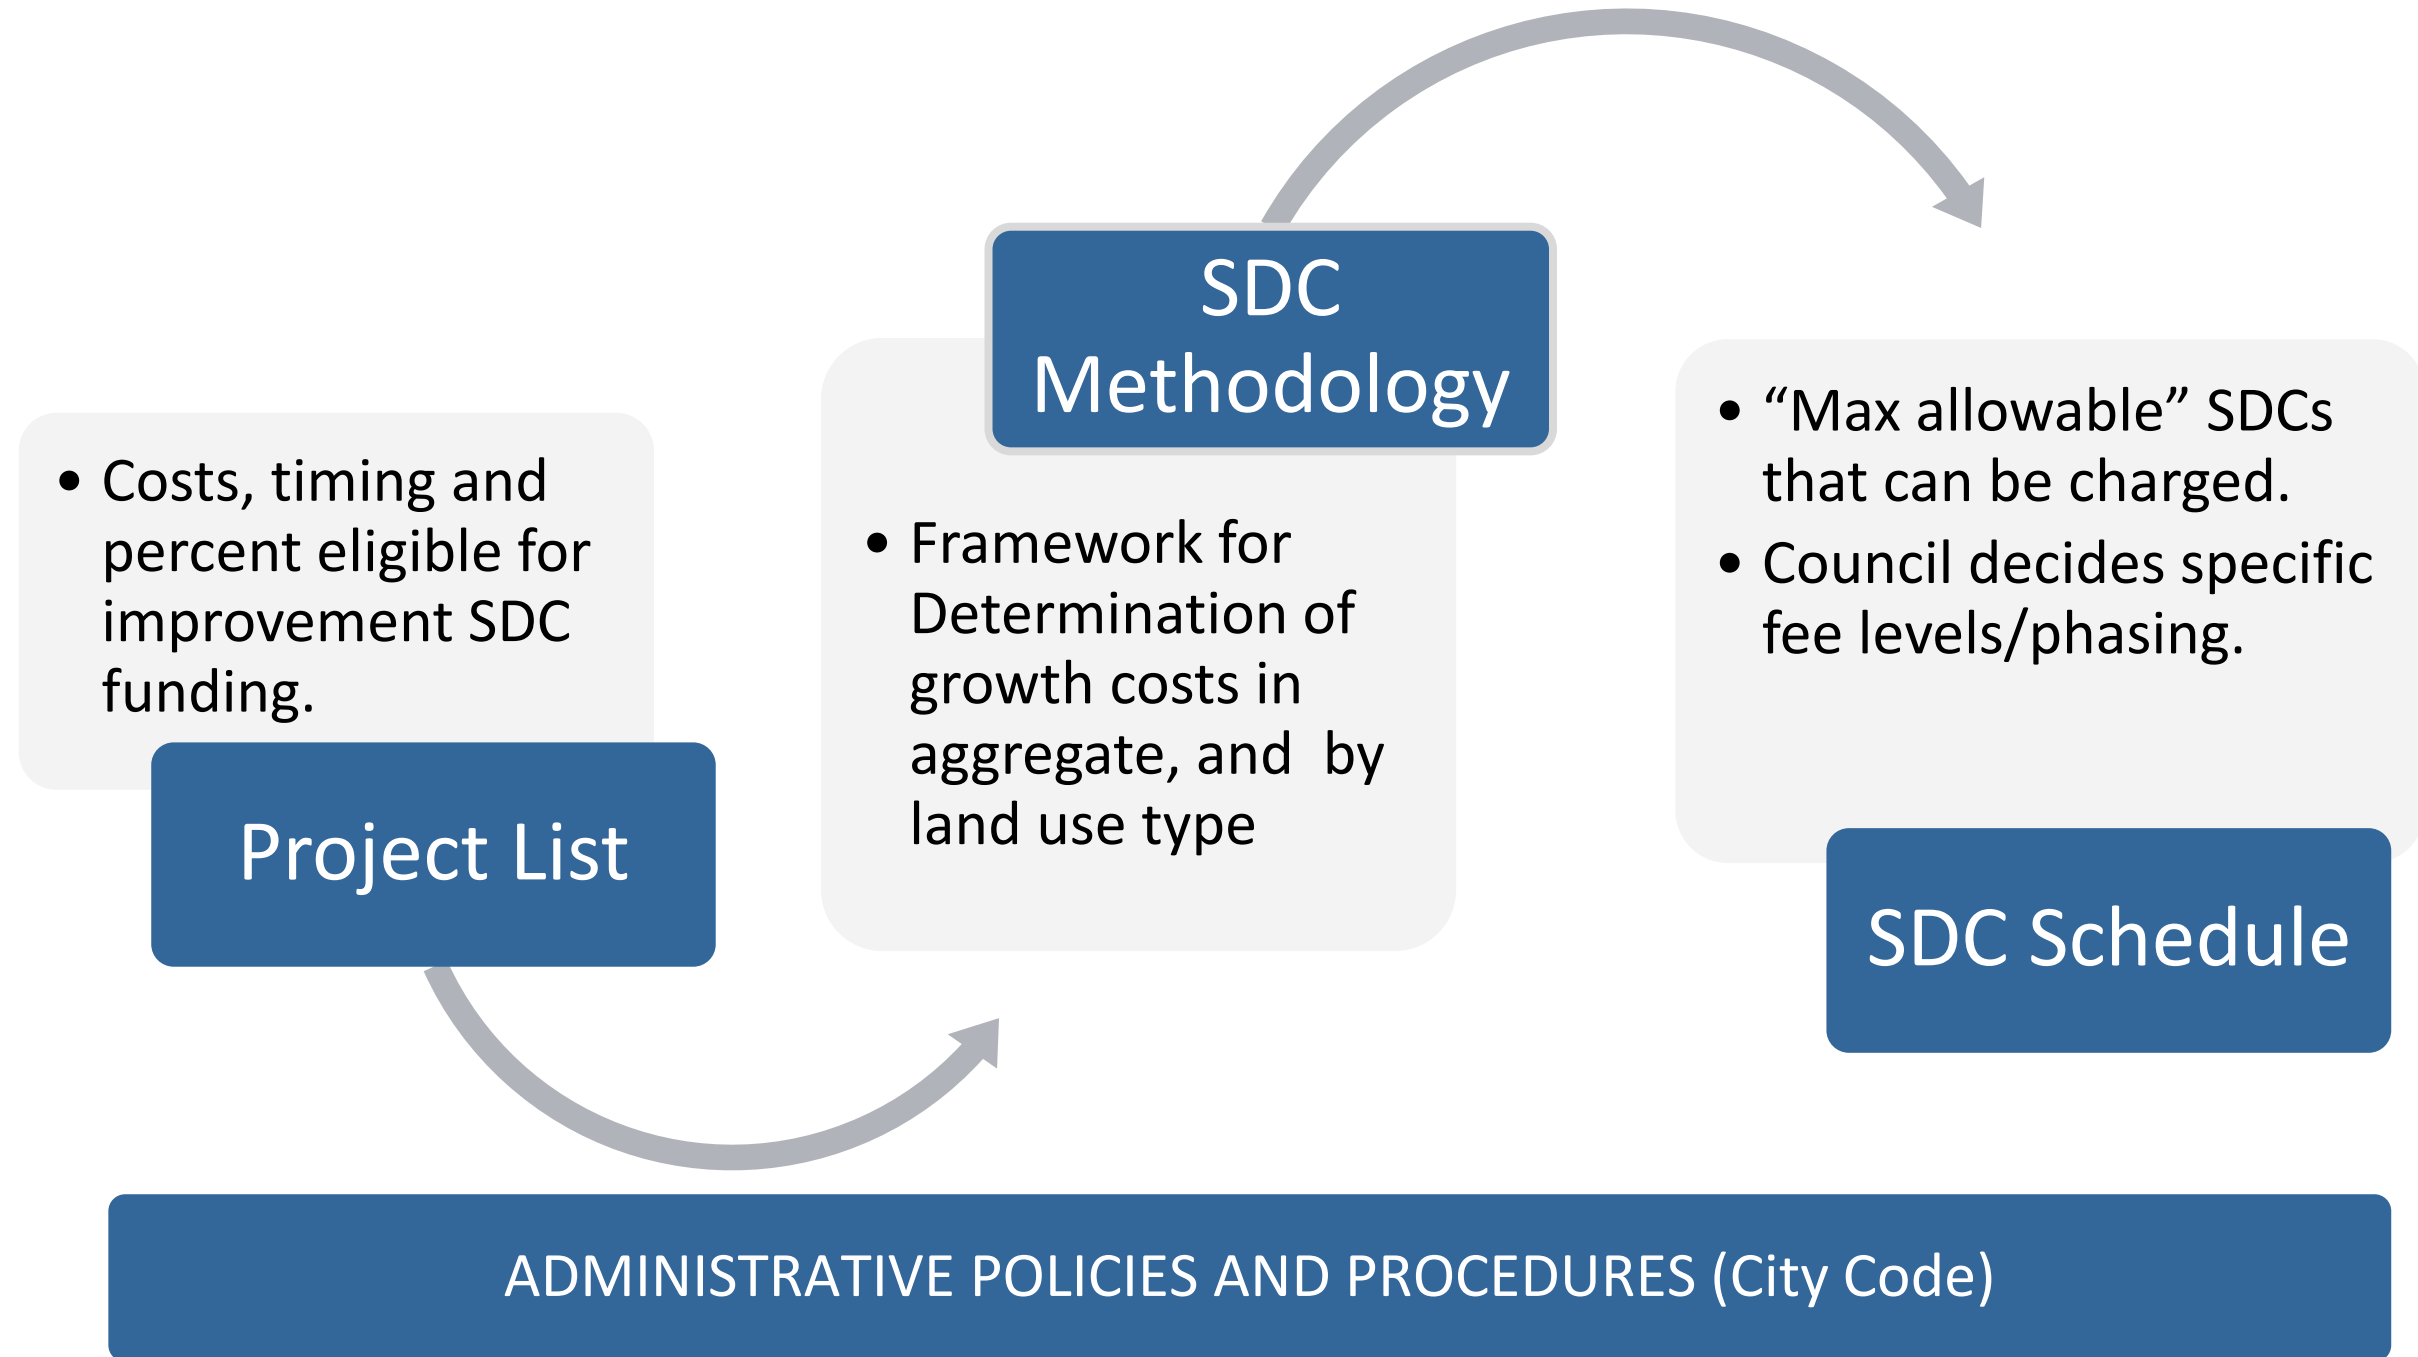 • Costs, timing and
percent eligible for
improvement SDC
funding.
Project List
SDC
Methodology
• Framework for
Determination of
growth costs in
aggregate, and  by
land use type
• “Max allowable” SDCs
that can be charged.
• Council decides specific
fee levels/phasing.
SDC Schedule
ADMINISTRATIVE POLICIES AND PROCEDURES (City Code)